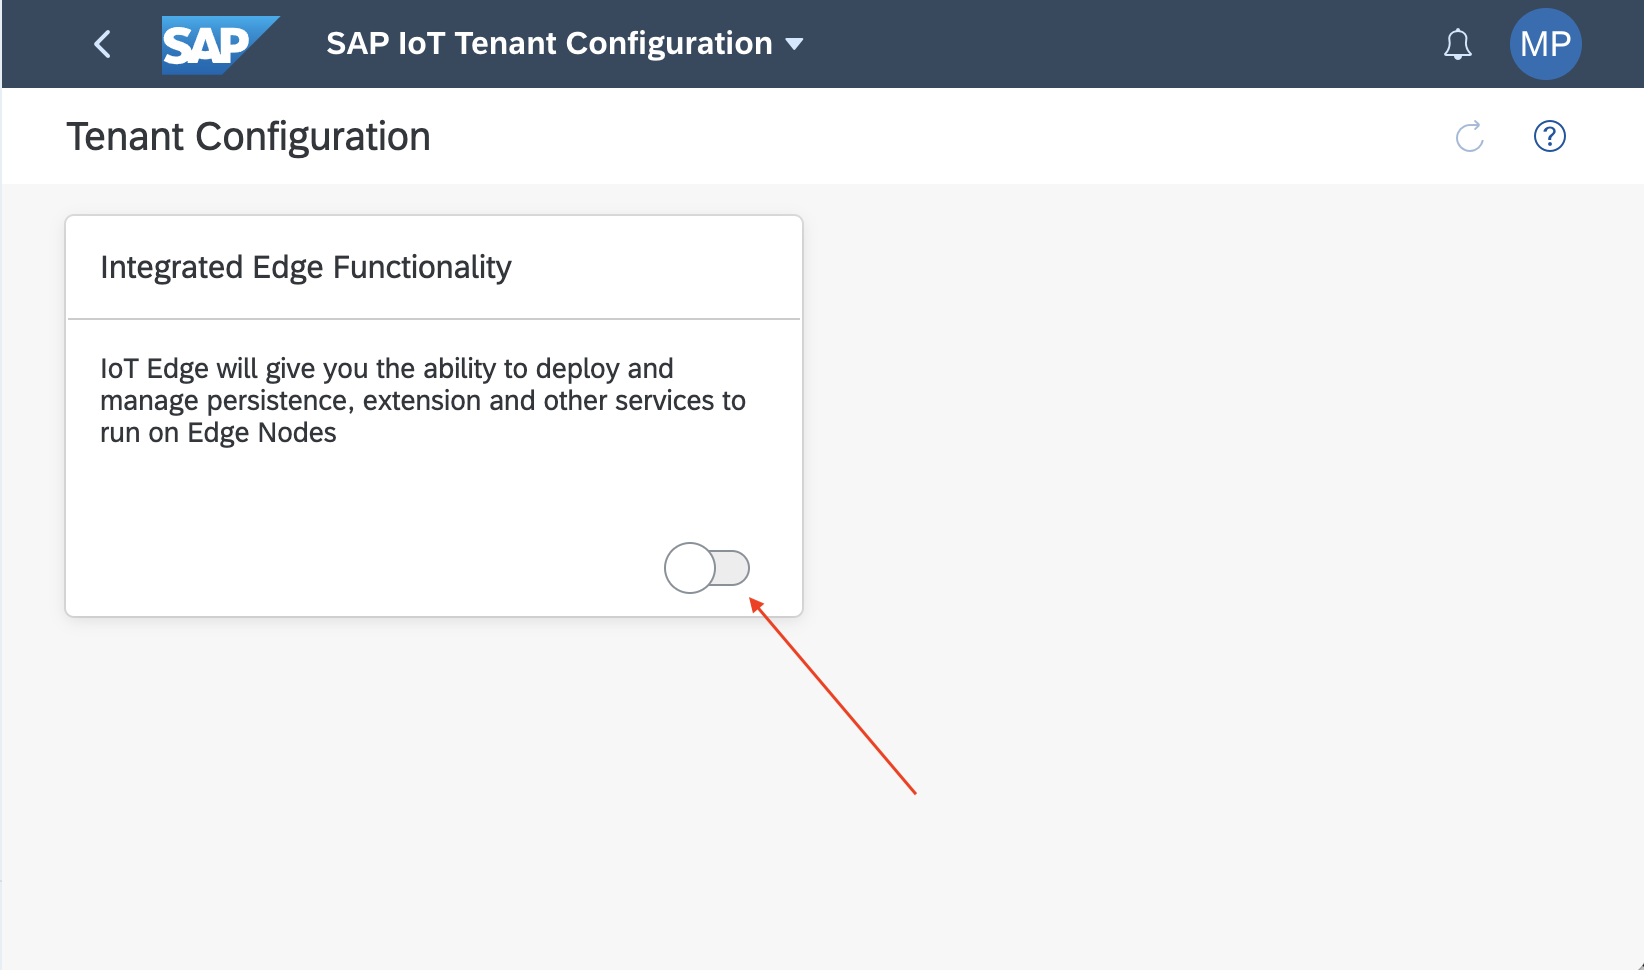 SAP
SAP IoT Tenant Configuration
MP
Tenant Configuration
?
Integrated Edge Functionality
IoT Edge will give you the ability to deploy and
manage persistence, extension and other services to
run on Edge Nodes